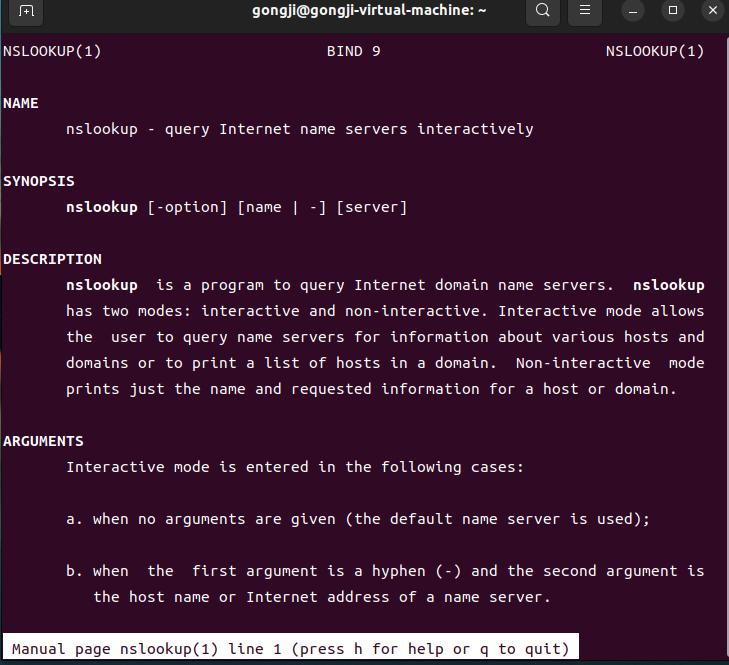 gongji@gongji-virtual-machine: ~
NSLOOKUP(1) BIND 9 NSLOOKUP(1)
NAME
nslookup - query Internet name servers interactively
SYNOPSIS
nslookup [-option] [name | -] [server]
DESCRIPTION
nslookup  is a program to query Internet domain name servers.  nslookup
has two modes: interactive and non-interactive. Interactive mode allows
the  user to query name servers for information about various hosts and
domains or to print a list of hosts in a domain.  Non-interactive  mode
prints just the name and requested information for a host or domain.
ARGUMENTS
Interactive mode is entered in the following cases:
a. when no arguments are given (the default name server is used);
b. when  the  first argument is a hyphen (-) and the second argument is
the host name or Internet address of a name server.
Manual page nslookup(1) line 1 (press h for help or q to quit)